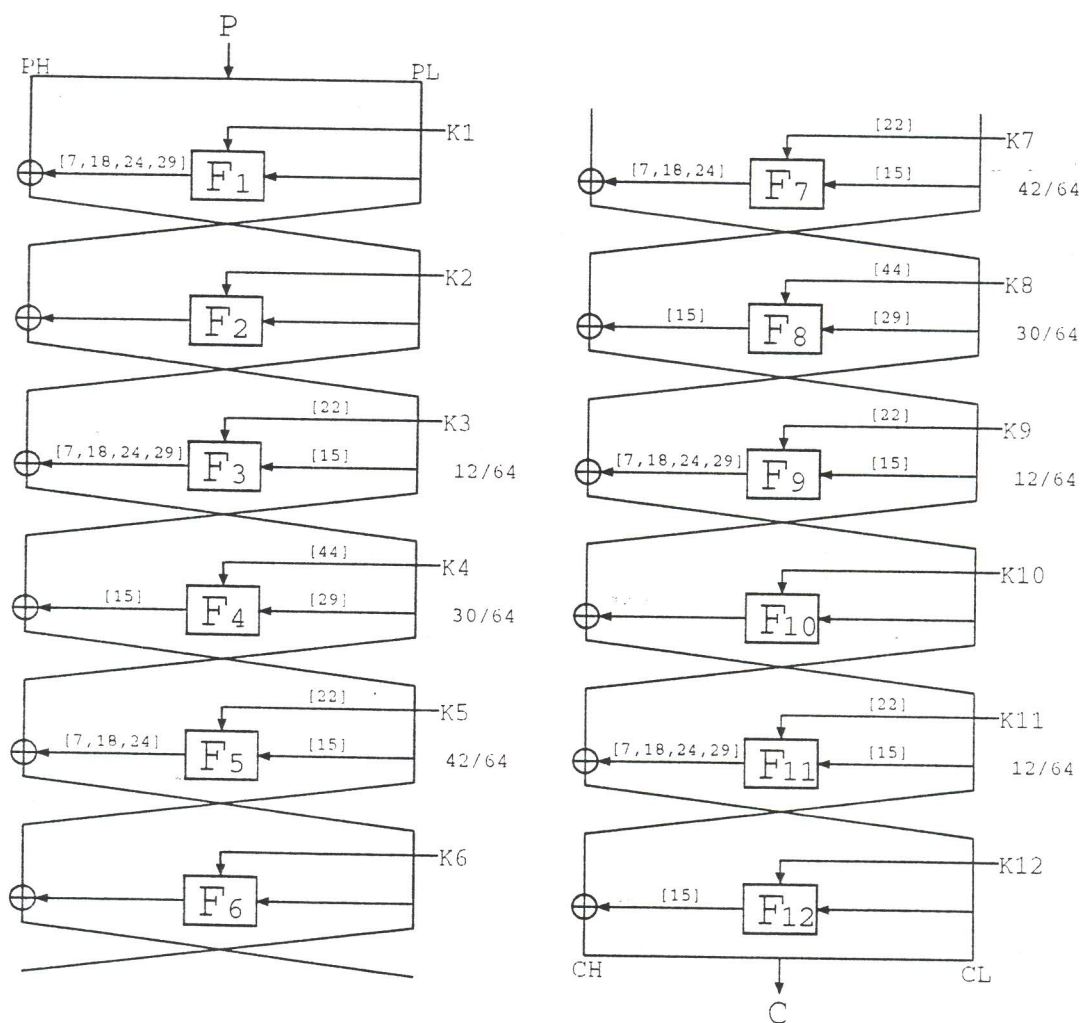 P
PH PL
K1
[7,18,24,29] F1
K2
F2
[22] K3
[7,18,24,29] F3 [15] 12/64
[44] K4
[15] F4 [29] 30/64
[22] K5
[7,18,24] F5 [15] 42/64
K6
F6
[22] K7
[7,18,24] F7 [15] 42/64
[44] K8
[15] F8 [29] 30/64
[22] K9
[7,18,24,29] F9 [15] 12/64
K10
F10
[22] K11
[7,18,24,29] F11 [15] 12/64
K12
[15] F12
CH CL
C